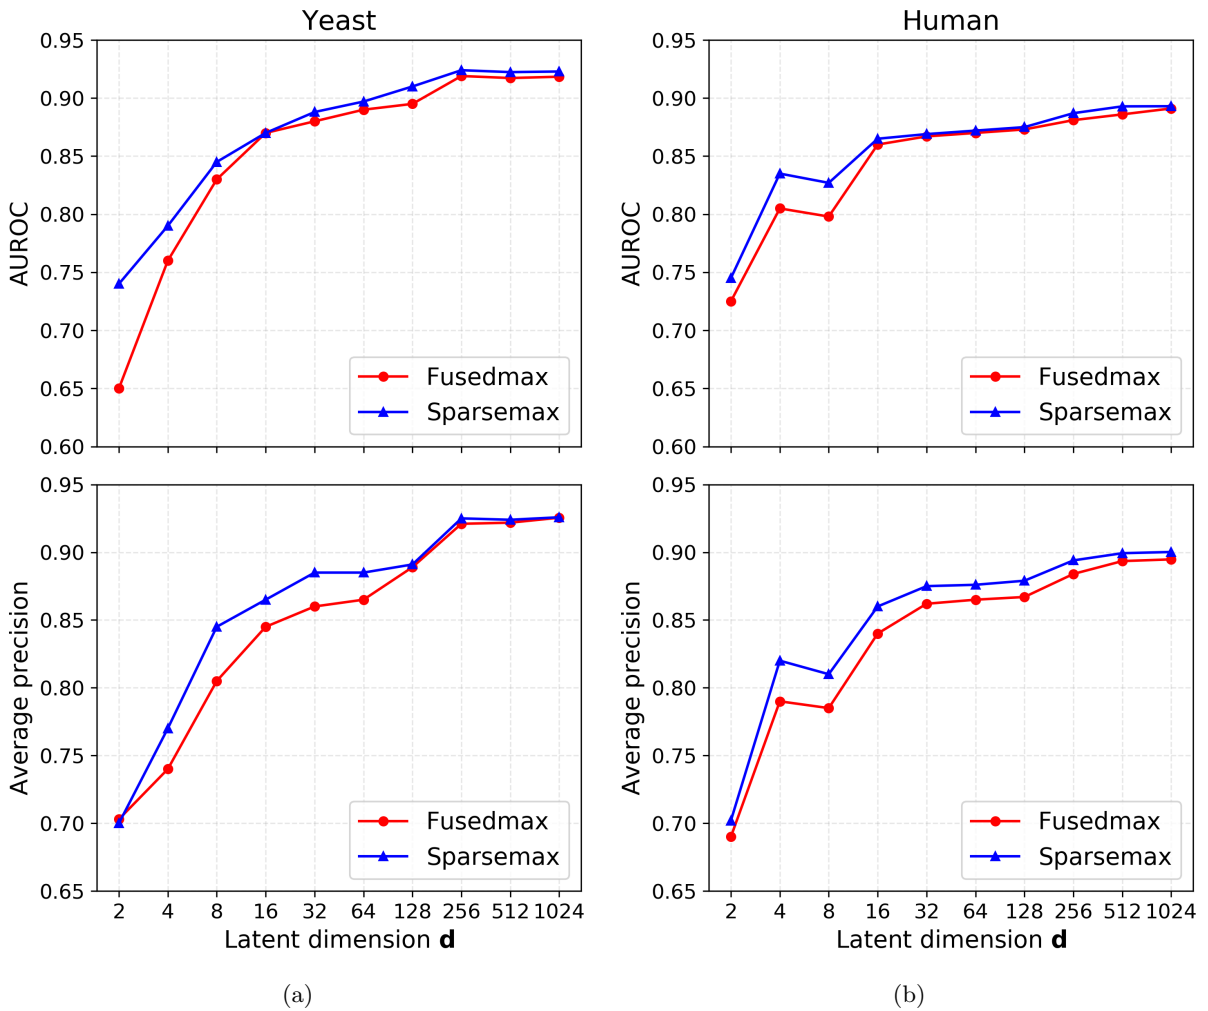 Yeast
Human
0.95
0.90
0.85
0.80
0.75
0.70
0.65
0.60
AUROC
Fusedmax
Sparsemax
0.95
0.90
0.85
0.80
0.75
0.70
0.65
0.60
AUROC
Fusedmax
Sparsemax
0.95
0.90
0.85
0.80
0.75
0.70
0.65
Average precision
Fusedmax
Sparsemax
2 4 8 16 32 64 128 256 512 1024
Latent dimension d
0.95
0.90
0.85
0.80
0.75
0.70
0.65
Average precision
Fusedmax
Sparsemax
2 4 8 16 32 64 128 256 512 1024
Latent dimension d
(a)
(b)